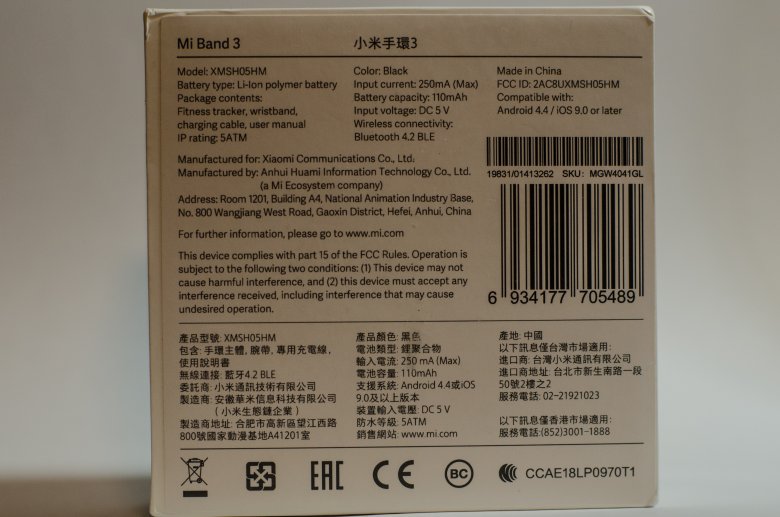 Mi Band 3
小米手環3
Model: XMSH05HM
Battery type: Li-Ion polymer battery
Package contents:
Fitness tracker, wristband,
charging cable, user manual
IP rating: 5ATM
Color: Black
Input current: 250mA (Max)
Battery capacity: 110mAh
Input voltage: DC 5 V
Wireless connectivity:
Bluetooth 4.2 BLE
Made in China
FCC ID: 2AC8UXMSH05HM
Compatible with:
Android 4.4 / iOS 9.0 or later
Manufactured for: Xiaomi Communications Co., Ltd.
Manufactured by: Anhui Huami Information Technology Co., Ltd.
(a Mi Ecosystem company)
Address: Room 1201, Building A4, National Animation Industry Base,
No. 800 Wangjiang West Road, Gaoxin District, Hefei, Anhui, China
For further information, please go to www.mi.com
This device complies with part 15 of the FCC Rules. Operation is
subject to the following two conditions: (1) This device may not
cause harmful interference, and (2) this device must accept any
interference received, including interference that may cause
undesired operation.
19831/01413262 SKU: MGW4041GL
6 934177 705489
產品型號: XMSH05HM
包含: 手環主體, 腕帶, 專用充電線,
使用說明書
無線連接: 藍牙4.2 BLE
委託商: 小米通訊技術有限公司
製造商: 安徽華米信息科技有限公司
(小米生態鏈企業)
製造商地址: 合肥市高新區望江西路
800號國家動漫基地A41201室
產品顏色: 黑色
電池類型: 鋰聚合物
輸入電流: 250 mA (Max)
電池容量: 110mAh
支援系統: Android 4.4或iOS
9.0及以上版本
裝置輸入電壓: DC 5 V
防水等級: 5ATM
銷售網站: www.mi.com
產地: 中國
以下訊息僅台灣市場適用:
進口商: 台灣小米通訊有限公司
進口商地址: 台北市新生南路一段
50號2樓之2
服務電話: 02-21921023
以下訊息僅香港市場適用:
服務電話:(852)3001-1888
EAC CE BC CCAE18LP0970T1